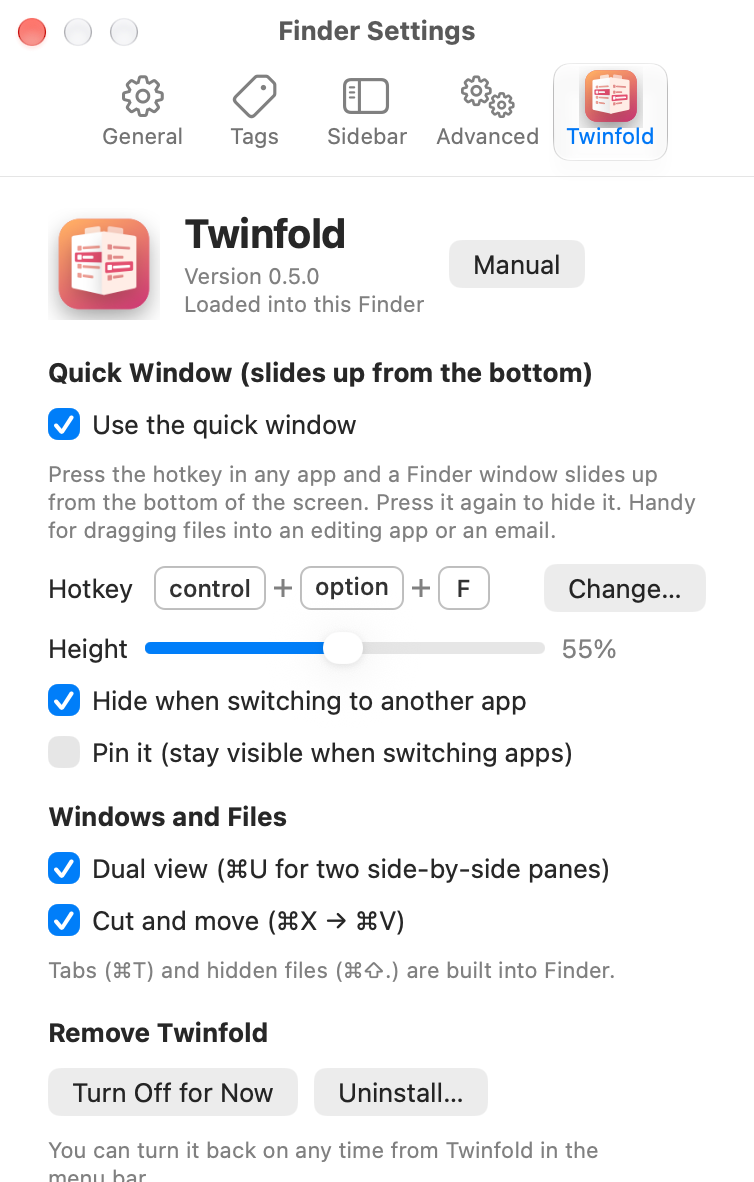 Finder Settings
General
Tags
Sidebar
Advanced
Twinfold
Twinfold
Version 0.5.0
Loaded into this Finder
Manual
Quick Window (slides up from the bottom)
Use the quick window
Press the hotkey in any app and a Finder window slides up
from the bottom of the screen. Press it again to hide it. Handy
for dragging files into an editing app or an email.
Hotkey control + option + F Change...
Height 55%
Hide when switching to another app
Pin it (stay visible when switching apps)
Windows and Files
Dual view (⌘U for two side-by-side panes)
Cut and move (⌘X → ⌘V)
Tabs (⌘T) and hidden files (⌘⇧.) are built into Finder.
Remove Twinfold
Turn Off for Now Uninstall...
You can turn it back on any time from Twinfold in the
menu bar